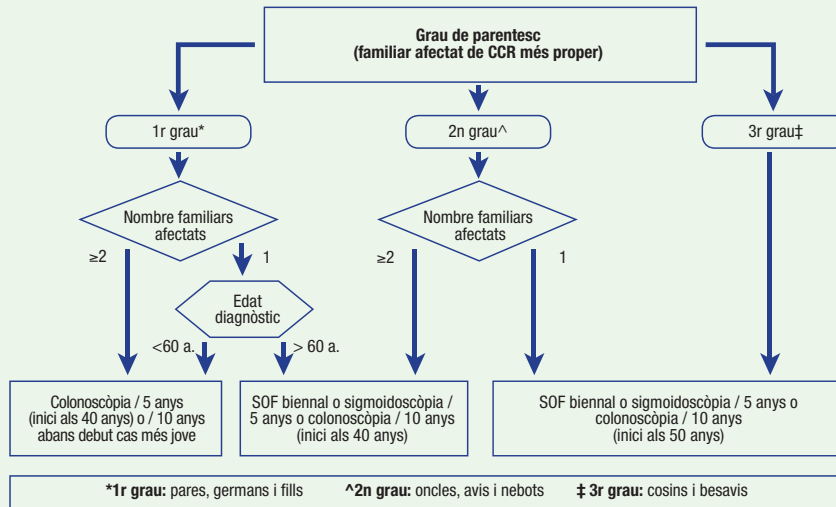 Grau de parentesc
(familiar afectat de CCR més proper)
1r grau*
2n grau^
3r grau‡
Nombre familiars
afectats
Nombre familiars
afectats
≥2
1
≥2
1
Edat
diagnòstic
<60 a.
> 60 a.
Colonoscòpia / 5 anys
(inici als 40 anys) o / 10 anys
abans debut cas més jove
SOF biennal o sigmoidoscòpia /
5 anys o colonoscòpia / 10 anys
(inici als 40 anys)
SOF biennal o sigmoidoscòpia / 5 anys o
colonoscòpia / 10 anys
(inici als 50 anys)
*1r grau: pares, germans i fills ^2n grau: oncles, avis i nebots ‡ 3r grau: cosins i besavis